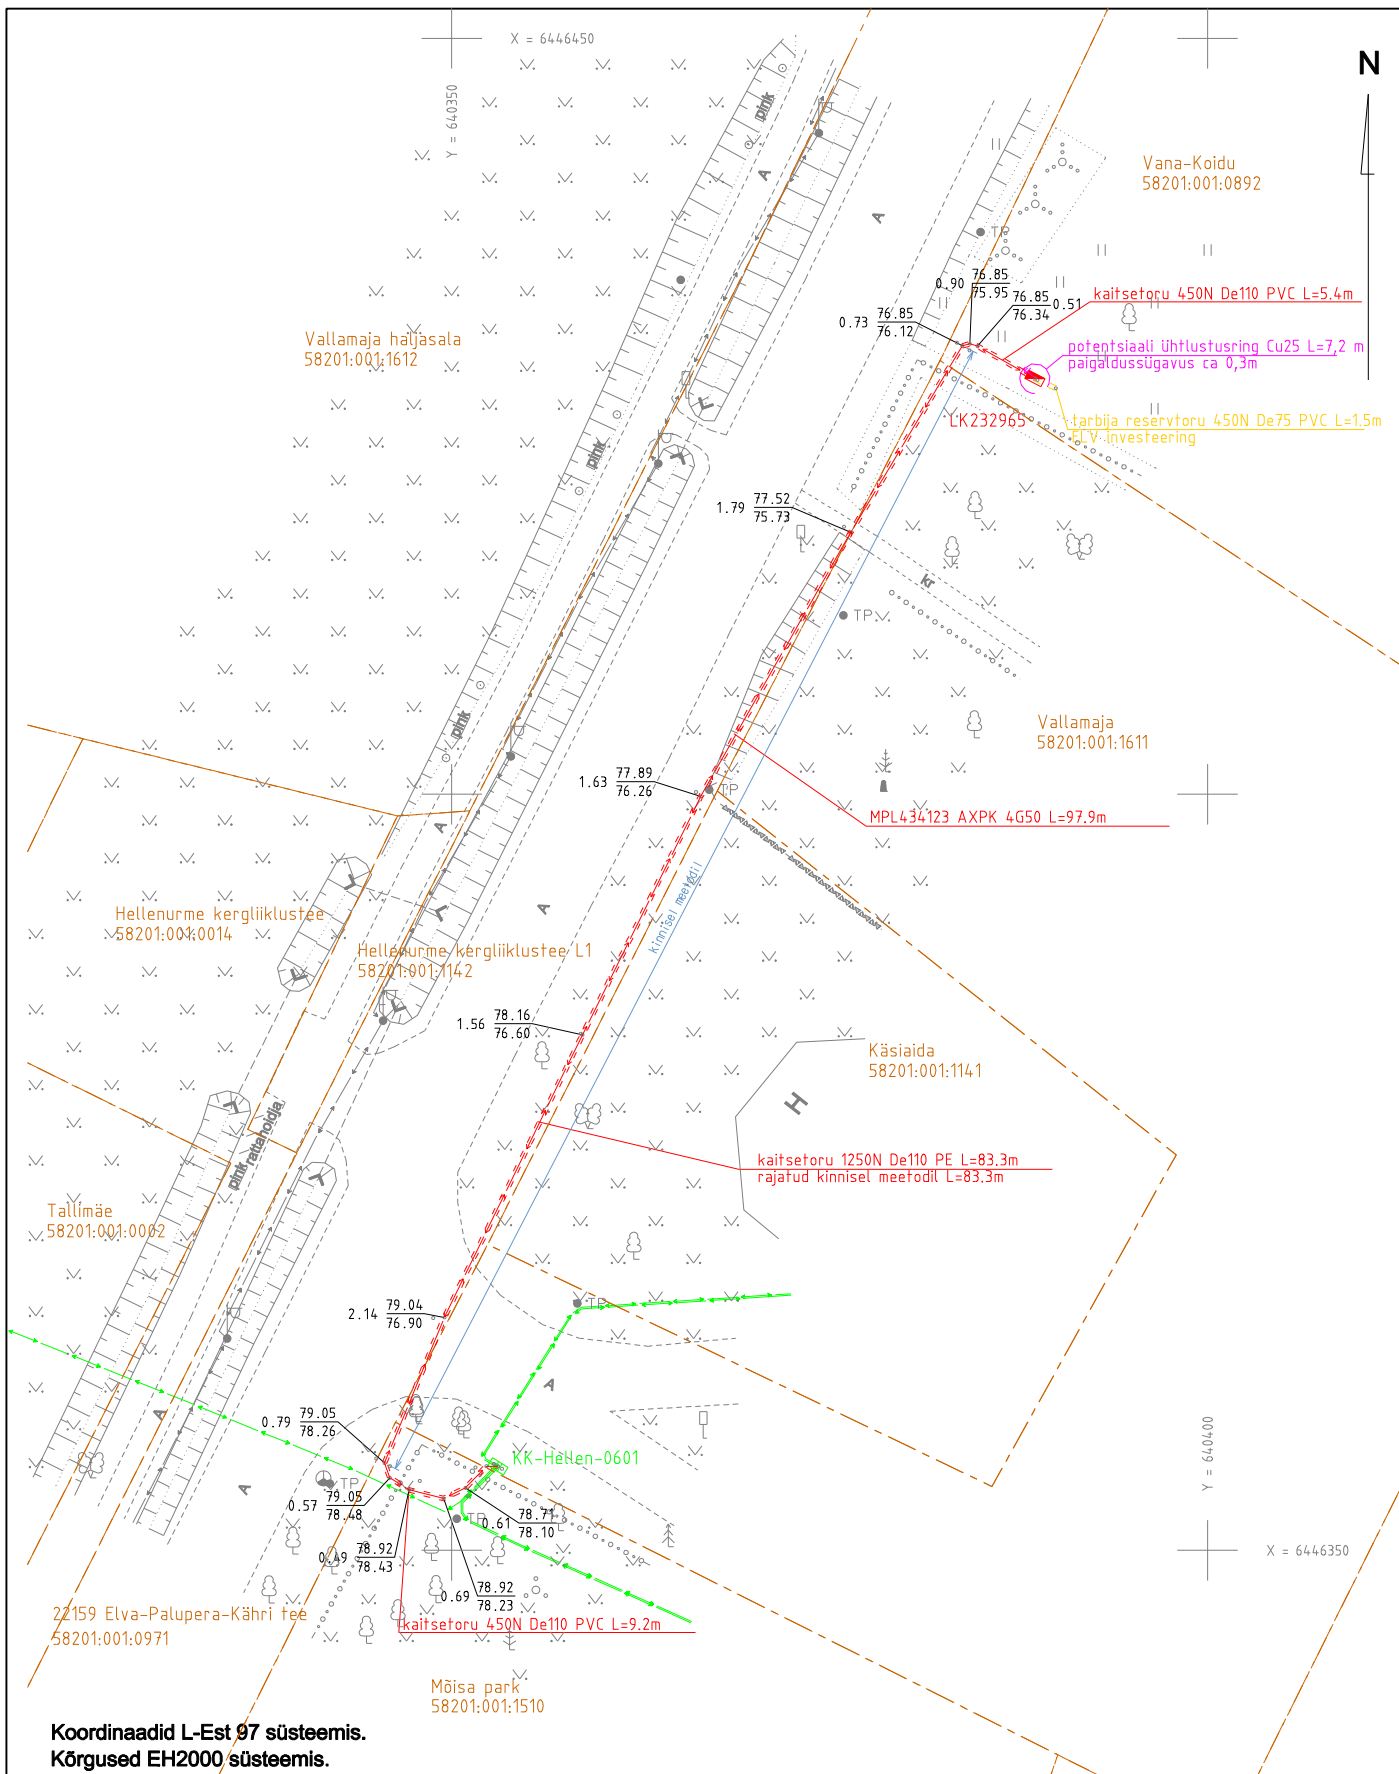 X = 6446450
Y = 640350
N
Vana-Koidu
58201:001:0892
pink
A
A
TP
0.90 76.85
75.95
76.85 0.51
76.34
kaitsetoru 450N De110 PVC L=5.4m
0.73 76.85
76.12
Vallamaja haljasala
58201:001:1612
potentsiaali ühtlustusring Cu25 L=7,2 m
paigaldussügavus ca 0,3m
LK232965
tarbija reservtoru 450N De75 PVC L=1.5m
ELV investeering
pink
1.79 77.52
75.73
kr
TP
pink
Vallamaja
58201:001:1611
1.63 77.89
76.26
TP
MPL434123 AXPK 4G50 L=97.9m
A
kinnisel meetodil
A
Hellenurme kergliiklustee
58201:001:0014
Hellenurme kergliiklustee L1
58201:001:1142
1.56 78.16
76.60
Käsiaida
58201:001:1141
H
pink
rattahoidja
kaitsetoru 1250N De110 PE L=83.3m
rajatud kinnisel meetodil L=83.3m
Tallimäe
58201:001:0002
2.14 79.04
76.90
TP
A
A
0.79 79.05
78.26
KK-Hellen-0601
TP
A
0.57 79.05
78.48
TP
0.61 78.71
78.10
0.49 78.92
78.43
0.69 78.92
78.23
Y = 640400
X = 6446350
22159 Elva-Palupera-Kähri tee
58201:001:0971
kaitsetoru 450N De110 PVC L=9.2m
Mõisa park
58201:001:1510
Koordinaadid L-Est 97 süsteemis.
Kõrgused EH2000 süsteemis.